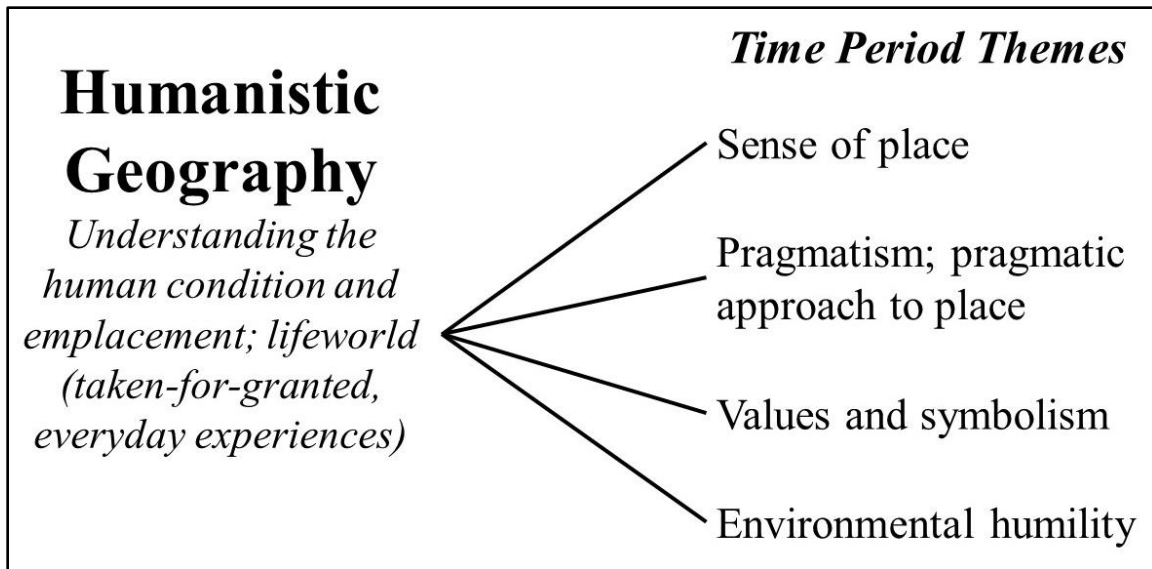 Humanistic
Geography
Understanding the
human condition and
emplacement; lifeworld
(taken-for-granted,
everyday experiences)
Time Period Themes
Sense of place
Pragmatism; pragmatic
approach to place
Values and symbolism
Environmental humility